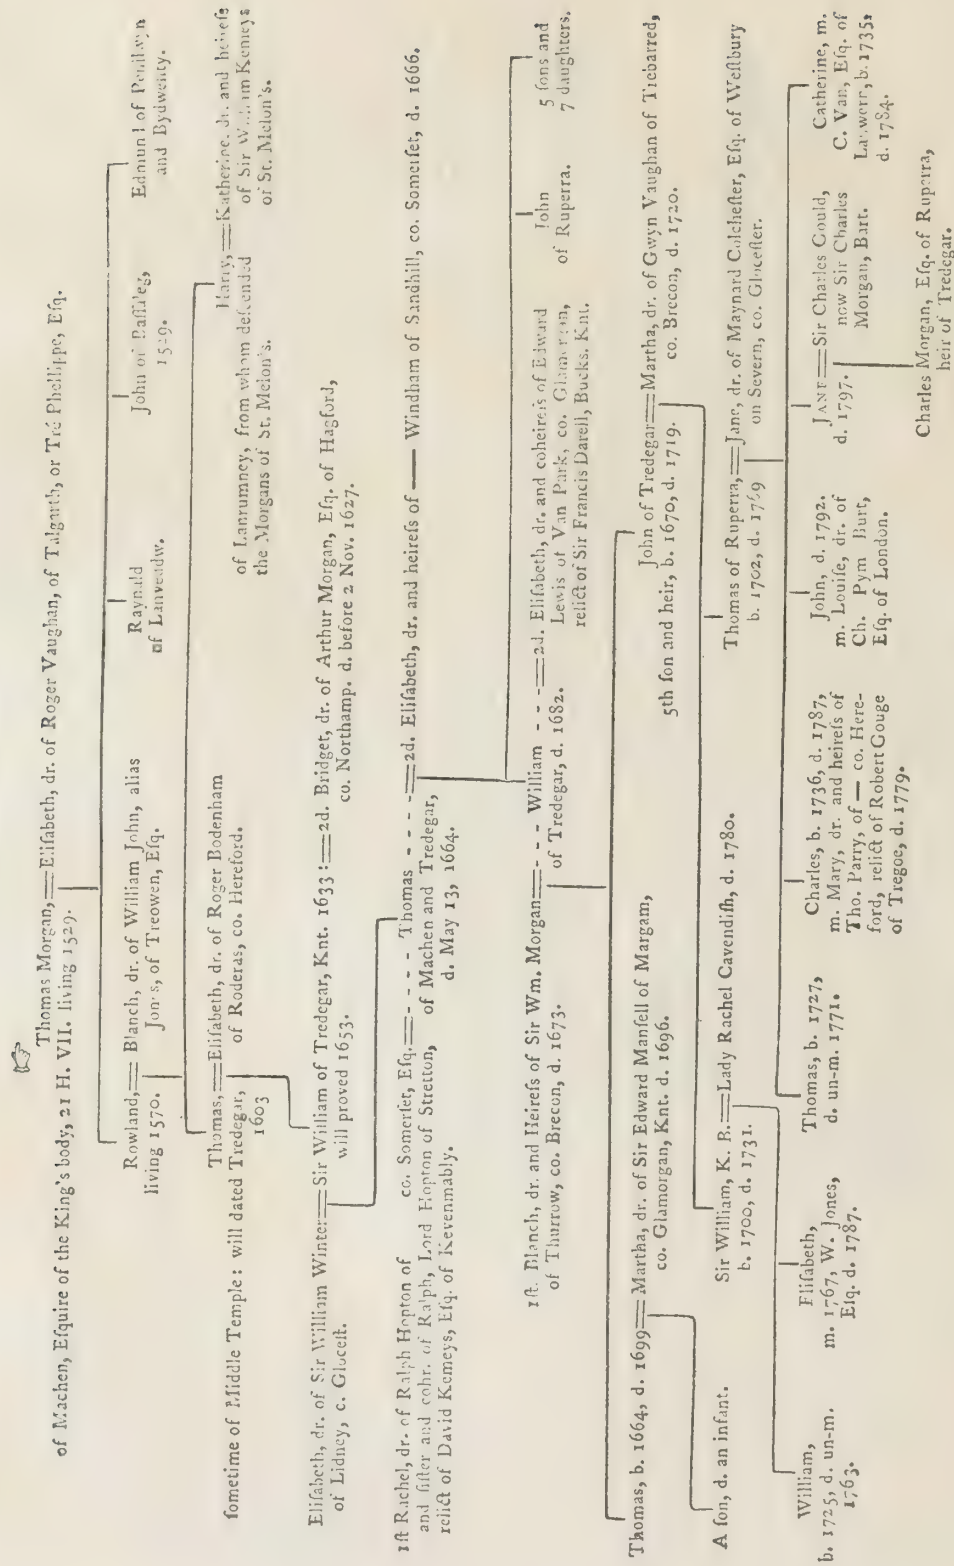 ☞
Thomas Morgan,══Eliſabeth, dr. of Roger Vaughan, of Talgarth, or Tré Phellippe, Eſq.
of Machen, Eſquire of the King's body, 21 H. VII. living 1529.
Rowland,══Blanch, dr. of William John, alias
living 1570. Jones, of Treowen, Eſq.
Raynald
of Lanvendw.
John of Baſſaleg,
1529.
Edmund of Penllwyn
and Bydwenty.
Thomas,══Eliſabeth, dr. of Roger Bodenham
ſometime of Middle Temple: will dated Tredegar, of Roderas, co. Hereford.
1603
Harry,══Katherine, dr. and heireſs
of Lanrumney, from whom deſcended of Sir William Kemeys
the Morgans of St. Melon's. of St. Melon's.
Eliſabeth, dr. of Sir William Winter══Sir William of Tredegar, Knt. 1633:══2d. Bridget, dr. of Arthur Morgan, Eſq. of Hagford,
of Lidney, c. Gloceſt. will proved 1653. co. Northamp. d. before 2 Nov. 1627.
1ſt Rachel, dr. of Ralph Hopton of co. Somerſet, Eſq.══- - - Thomas - - -══2d. Eliſabeth, dr. and heireſs of —— Windham of Sandhill, co. Somerſet, d. 1666.
and ſiſter and cohr. of Ralph, Lord Hopton of Stretton, of Machen and Tredegar,
relict of David Kemeys, Eſq. of Kevenmably. d. May 13, 1664.
1ſt. Blanch, dr. and Heireſs of Sir Wm. Morgan══- - - William - - -══2d. Eliſabeth, dr. and coheireſs of Edward
of Thurrow, co. Brecon, d. 1673. of Tredegar, d. 1682. Lewis of Van Park, co. Glamorgan,
relict of Sir Francis Darell, Bucks. Knt.
John
of Ruperra.
5 ſons and
7 daughters.
Thomas, b. 1664, d. 1699══Martha, dr. of Sir Edward Manſell of Margam,
co. Glamorgan, Knt. d. 1696.
John of Tredegar══Martha, dr. of Gwyn Vaughan of Trebarred,
5th ſon and heir, b. 1670, d. 1719. co. Brecon, d. 1720.
A ſon, d. an infant.
Sir William, K. B.══Lady Rachel Cavendiſh, d. 1780.
b. 1700, d. 1731.
Thomas of Ruperra,══Jane, dr. of Maynard Colcheſter, Eſq. of Weſtbury
b. 1702, d. 1769 on Severn, co. Gloceſter.
William,
b. 1725, d. un-m.
1763.
Eliſabeth,
m. 1767, W. Jones,
Eſq. d. 1787.
Thomas, b. 1727,
d. un-m. 1771.
Charles, b. 1736, d. 1787,
m. Mary, dr. and heireſs of
Tho. Parry, of — co. Here-
ford, relict of Robert Gouge
of Tregoe, d. 1779.
John, d. 1792.
m. Louiſe, dr. of
Ch. Pym Burt,
Eſq. of London.
JANE══Sir Charles Gould,
d. 1797. now Sir Charles
Morgan, Bart.
Catherine, m.
C. Van, Eſq. of
Lanwern, b. 1735,
d. 1784.
Charles Morgan, Eſq. of Ruperra,
heir of Tredegar.